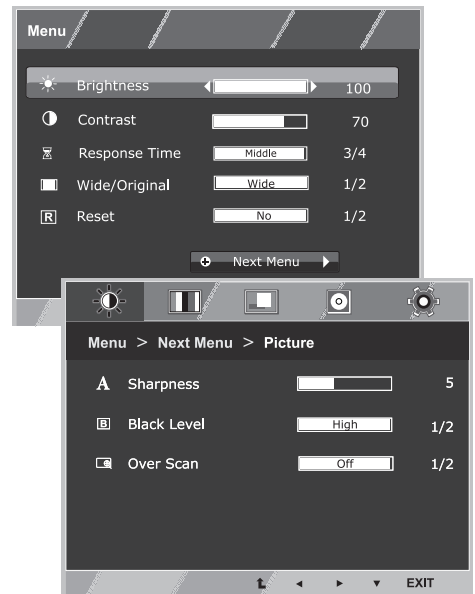 Menu
Brightness 100
Contrast 70
Response Time Middle 3/4
Wide/Original Wide 1/2
R Reset No 1/2
Next Menu
Menu > Next Menu > Picture
A Sharpness 5
B Black Level High 1/2
Over Scan Off 1/2
EXIT